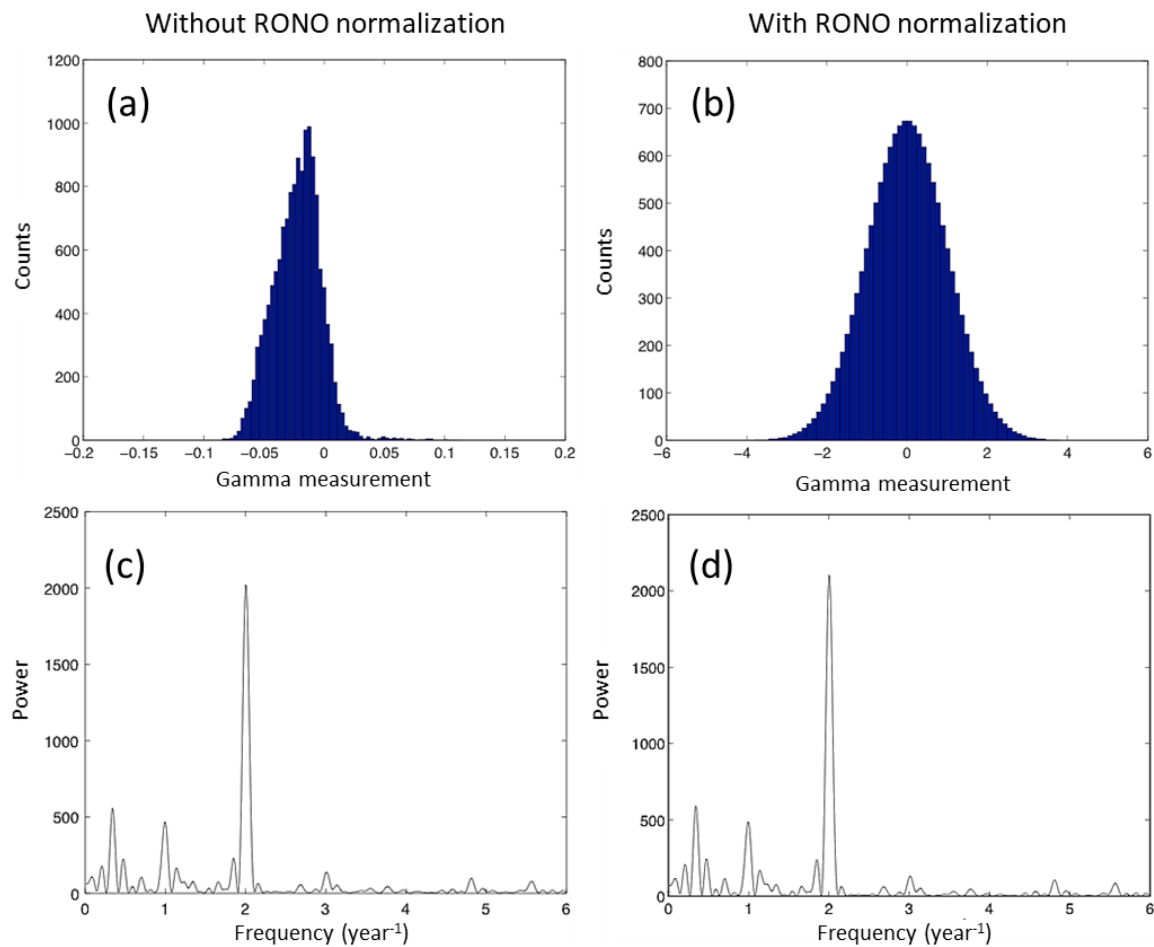 Without RONO normalization
With RONO normalization
(a)
1200
1000
800
600
400
200
0
Counts
−0.2 −0.15 −0.1 −0.05 0 0.05 0.1 0.15 0.2
Gamma measurement
(b)
800
700
600
500
400
300
200
100
0
Counts
−6 −4 −2 0 2 4 6
Gamma measurement
(c)
2500
2000
1500
1000
500
0
Power
0 1 2 3 4 5 6
Frequency (year-1)
(d)
2500
2000
1500
1000
500
0
Power
0 1 2 3 4 5 6
Frequency (year-1)